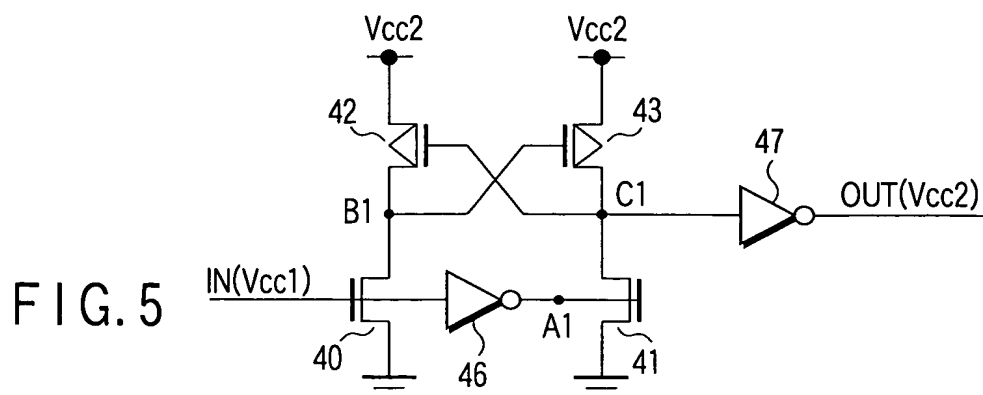 Vcc2
Vcc2
42
43
47
B1
C1
OUT(Vcc2)
IN(Vcc1)
FIG. 5
A1
40
46
41